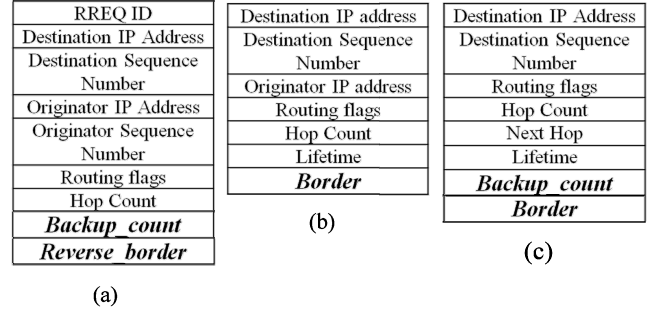 RREQ ID
Destination IP Address
Destination Sequence
Number
Originator IP Address
Originator Sequence
Number
Routing flags
Hop Count
Backup_count
Reverse_border
(a)
Destination IP address
Destination Sequence
Number
Originator IP address
Routing flags
Hop Count
Lifetime
Border
(b)
Destination IP Address
Destination Sequence
Number
Routing flags
Hop Count
Next Hop
Lifetime
Backup_count
Border
(c)